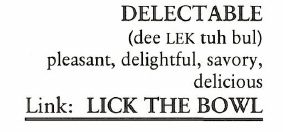 DELECTABLE
(dee LEK tuh bul)
pleasant, delightful, savory,
delicious
Link: LICK THE BOWL